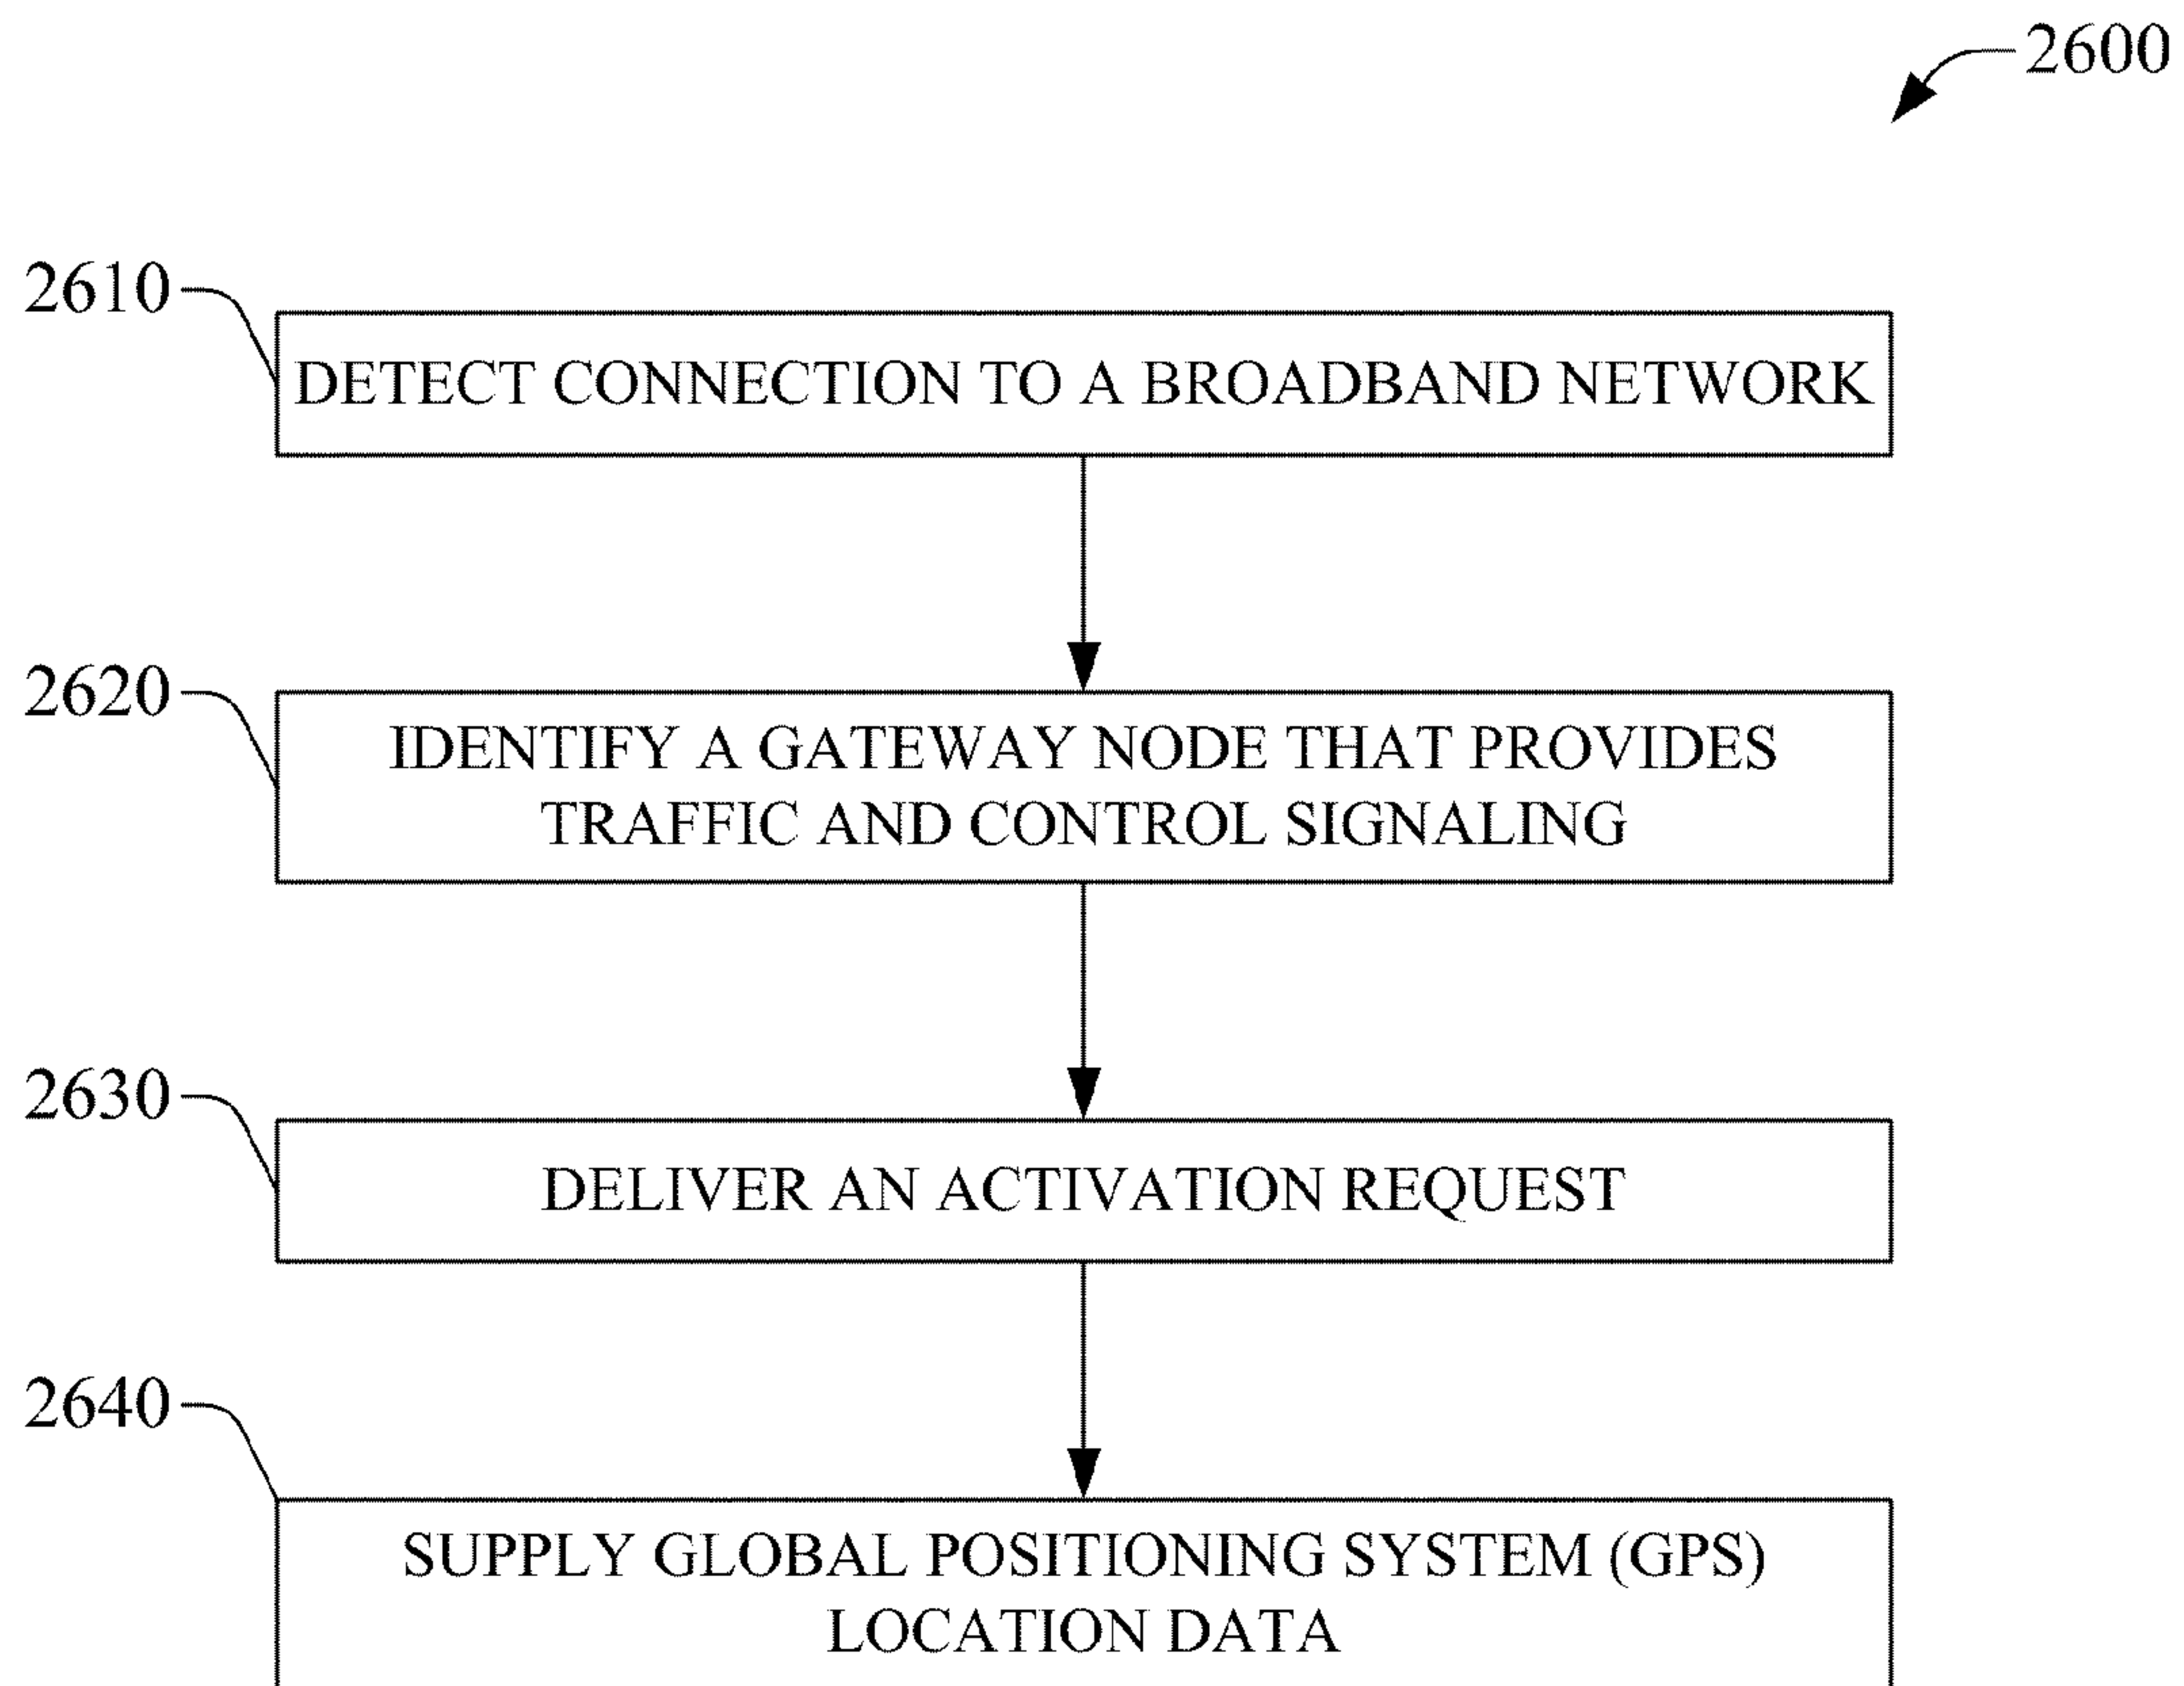 2600
2610
DETECT CONNECTION TO A BROADBAND NETWORK
2620
IDENTIFY A GATEWAY NODE THAT PROVIDES
TRAFFIC AND CONTROL SIGNALING
2630
DELIVER AN ACTIVATION REQUEST
2640
SUPPLY GLOBAL POSITIONING SYSTEM (GPS)
LOCATION DATA